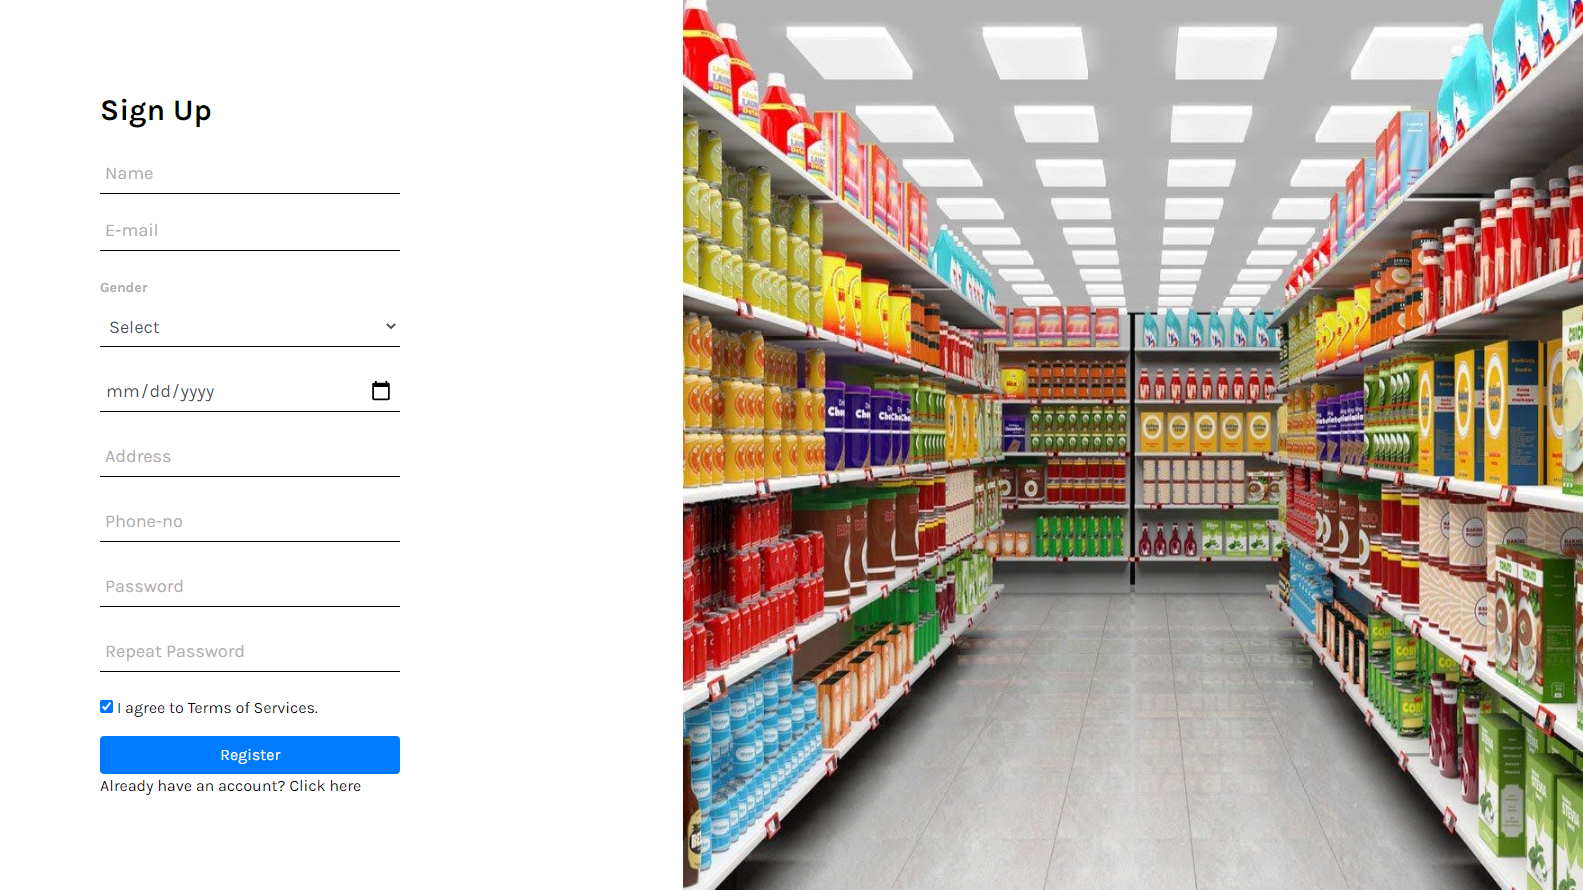 Sign Up
Name
E-mail
Gender
Select
mm/dd/yyyy
Address
Phone-no
Password
Repeat Password
I agree to Terms of Services.
Register
Already have an account? Click here